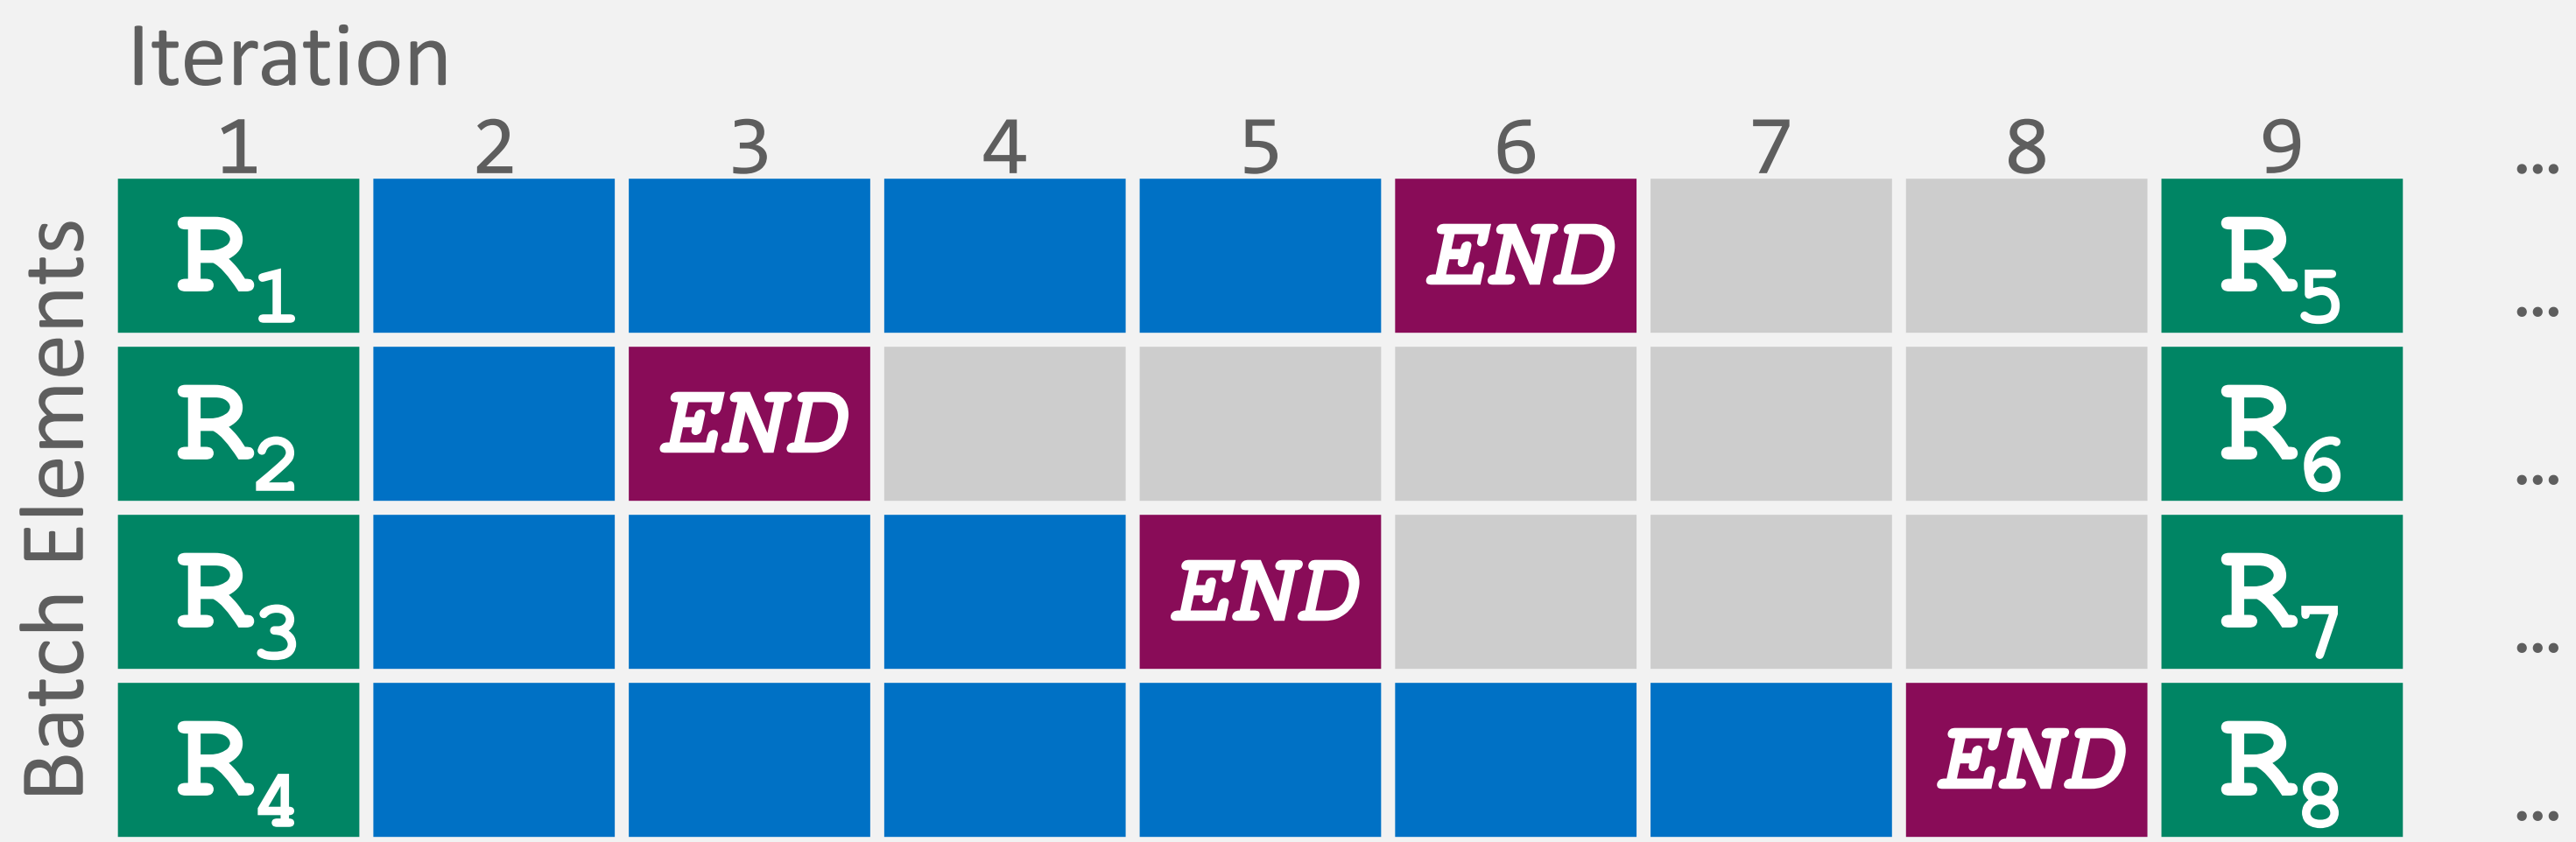 Iteration
1 2 3 4 5 6 7 8 9 ...
Batch Elements
R1 END R5 ...
R2 END R6 ...
R3 END R7 ...
R4 END R8 ...